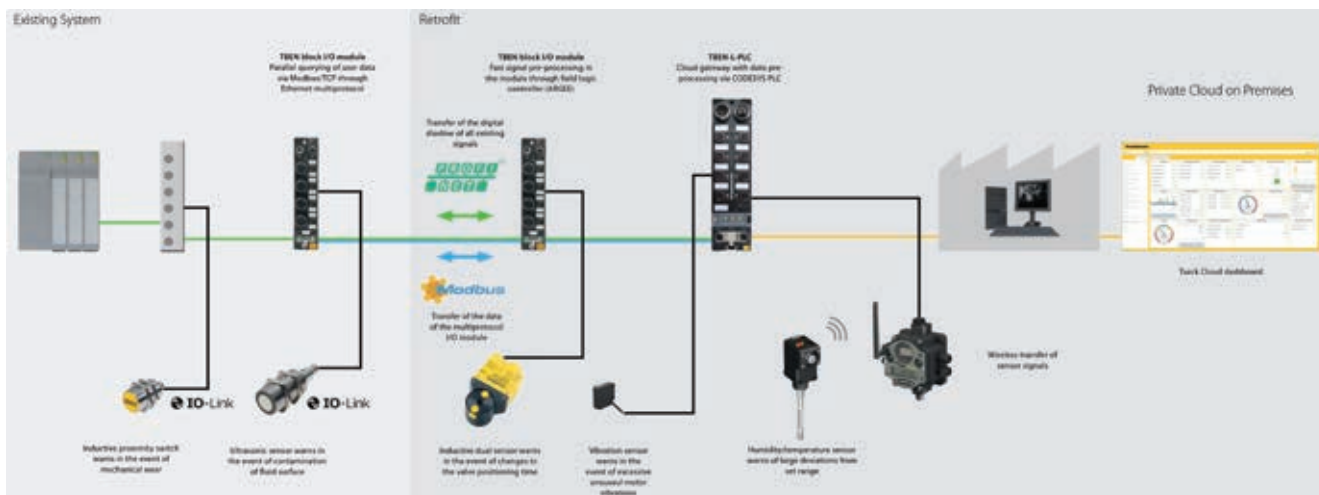 Existing System
Retrofit
TBEN block I/O module
Parallel querying of user data
via Modbus/TCP through
Ethernet multiprotocol
TBEN block I/O module
Fast signal pre-processing in
the module through field logic
controller (ARGEE)
TBEN-L-PLC
Cloud gateway with data pre-
processing via CODESYS PLC
Private Cloud on Premises
Transfer of the digital
shadow of all existing
signals
PROFI
NET
Modbus
Transfer of the data
of the multiprotocol
I/O module
Turck Cloud dashboard
Wireless transfer of
sensor signals
IO-Link
IO-Link
Inductive proximity switch
warns in the event of
mechanical wear
Ultrasonic sensor warns in
the event of contamination
of fluid surface
Inductive dual sensor warns
in the event of changes in
the valve positioning time
Vibration sensor
warns in the
event of excessive
unusual motor
vibrations
Humidity/temperature sensor
warns of large deviations from
set range